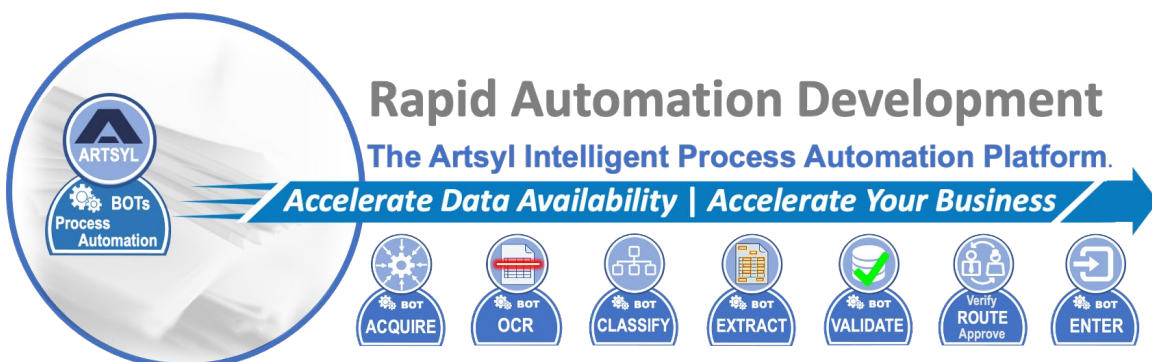 Rapid Automation Development
The Artsyl Intelligent Process Automation Platform.
Accelerate Data Availability | Accelerate Your Business
ARTSYL
BOTs
Process
Automation
BOT
ACQUIRE
BOT
OCR
BOT
CLASSIFY
BOT
EXTRACT
BOT
VALIDATE
Verify
ROUTE
Approve
BOT
ENTER